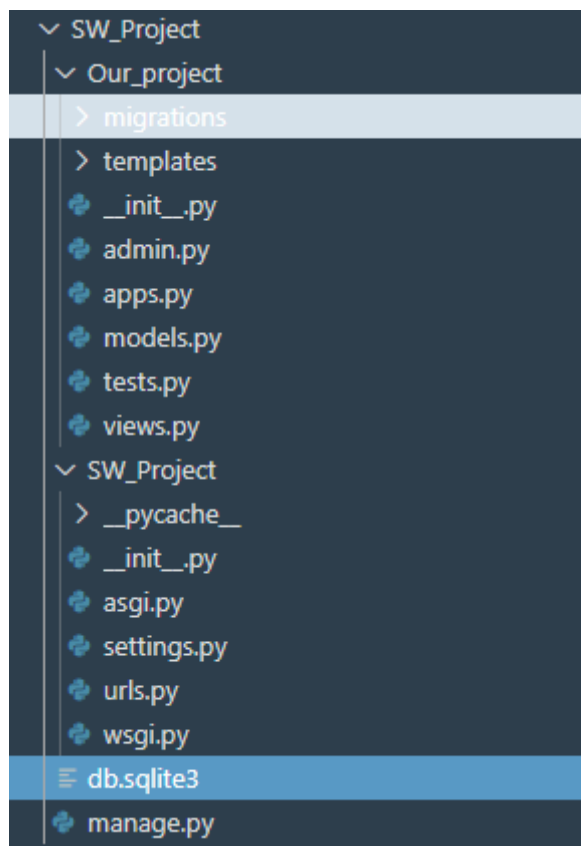 SW_Project
Our_project
migrations
templates
__init__.py
admin.py
apps.py
models.py
tests.py
views.py
SW_Project
__pycache__
__init__.py
asgi.py
settings.py
urls.py
wsgi.py
db.sqlite3
manage.py